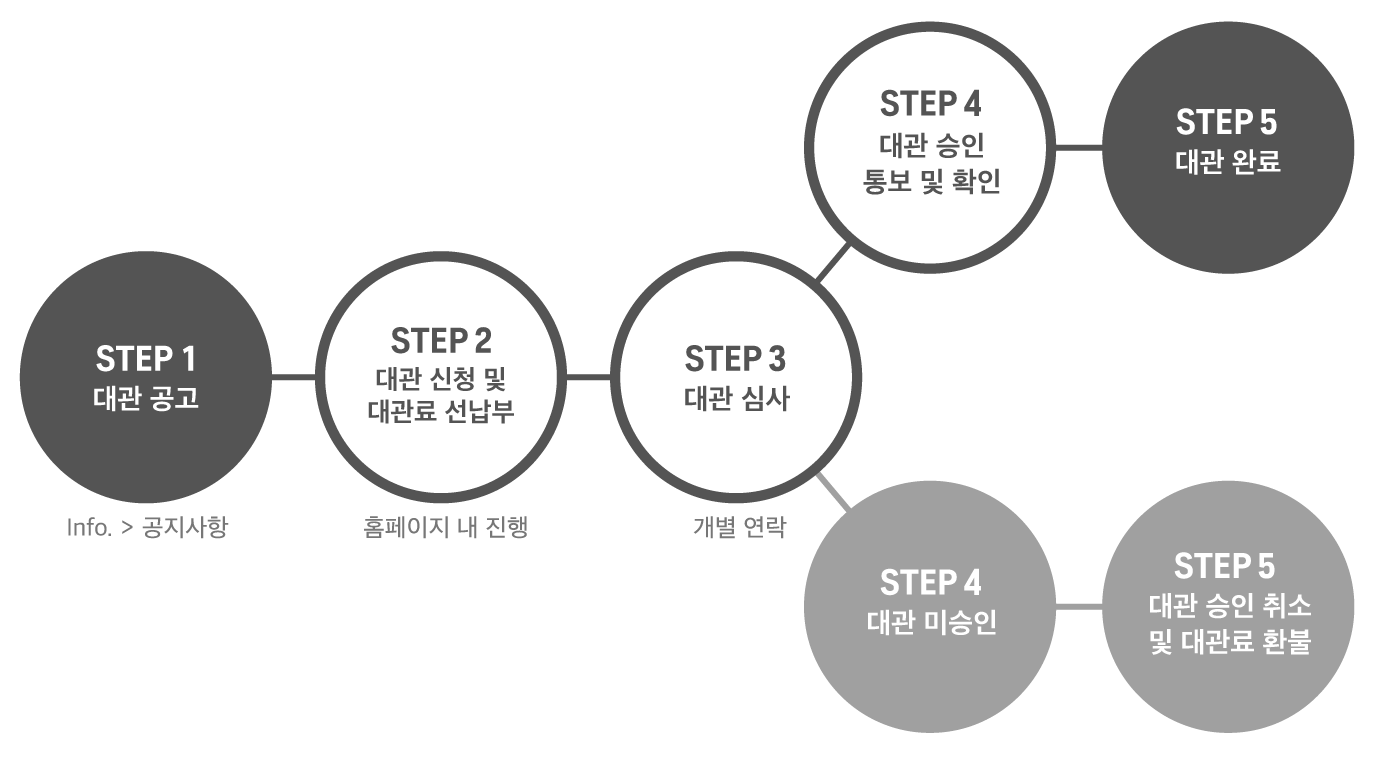 STEP 1
대관 공고
Info. > 공지사항
STEP 2
대관 신청 및
대관료 선납부
홈페이지 내 진행
STEP 3
대관 심사
개별 연락
STEP 4
대관 승인
통보 및 확인
STEP 5
대관 완료
STEP 4
대관 미승인
STEP 5
대관 승인 취소
및 대관료 환불